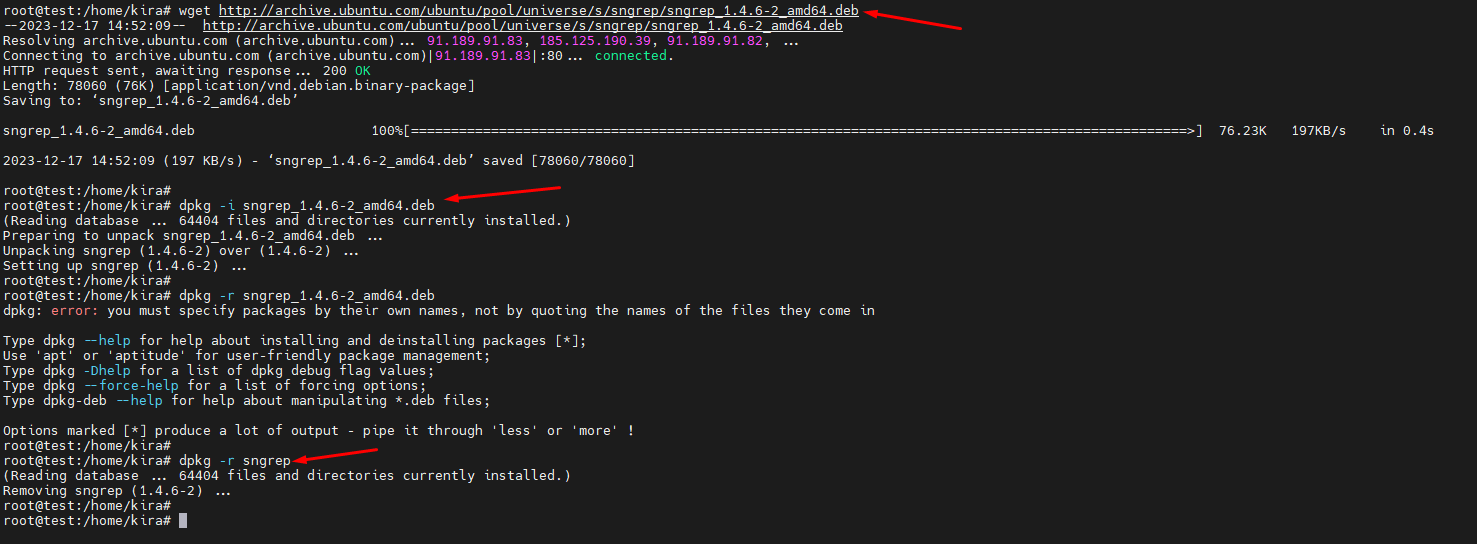 root@test:/home/kira# wget http://archive.ubuntu.com/ubuntu/pool/universe/s/sngrep/sngrep_1.4.6-2_amd64.deb
--2023-12-17 14:52:09-- http://archive.ubuntu.com/ubuntu/pool/universe/s/sngrep/sngrep_1.4.6-2_amd64.deb
Resolving archive.ubuntu.com (archive.ubuntu.com)... 91.189.91.83, 185.125.190.39, 91.189.91.82, ...
Connecting to archive.ubuntu.com (archive.ubuntu.com)|91.189.91.83|:80... connected.
HTTP request sent, awaiting response... 200 OK
Length: 78060 (76K) [application/vnd.debian.binary-package]
Saving to: ‘sngrep_1.4.6-2_amd64.deb’
sngrep_1.4.6-2_amd64.deb 100%[=================================================================================================>] 76.23K 197KB/s in 0.4s
2023-12-17 14:52:09 (197 KB/s) - ‘sngrep_1.4.6-2_amd64.deb’ saved [78060/78060]
root@test:/home/kira#
root@test:/home/kira# dpkg -i sngrep_1.4.6-2_amd64.deb
(Reading database ... 64404 files and directories currently installed.)
Preparing to unpack sngrep_1.4.6-2_amd64.deb ...
Unpacking sngrep (1.4.6-2) over (1.4.6-2) ...
Setting up sngrep (1.4.6-2) ...
root@test:/home/kira#
root@test:/home/kira# dpkg -r sngrep_1.4.6-2_amd64.deb
dpkg: error: you must specify packages by their own names, not by quoting the names of the files they come in
Type dpkg --help for help about installing and deinstalling packages [*];
Use 'apt' or 'aptitude' for user-friendly package management;
Type dpkg -Dhelp for a list of dpkg debug flag values;
Type dpkg --force-help for a list of forcing options;
Type dpkg-deb --help for help about manipulating *.deb files;
Options marked [*] produce a lot of output - pipe it through 'less' or 'more' !
root@test:/home/kira#
root@test:/home/kira# dpkg -r sngrep
(Reading database ... 64404 files and directories currently installed.)
Removing sngrep (1.4.6-2) ...
root@test:/home/kira#
root@test:/home/kira#